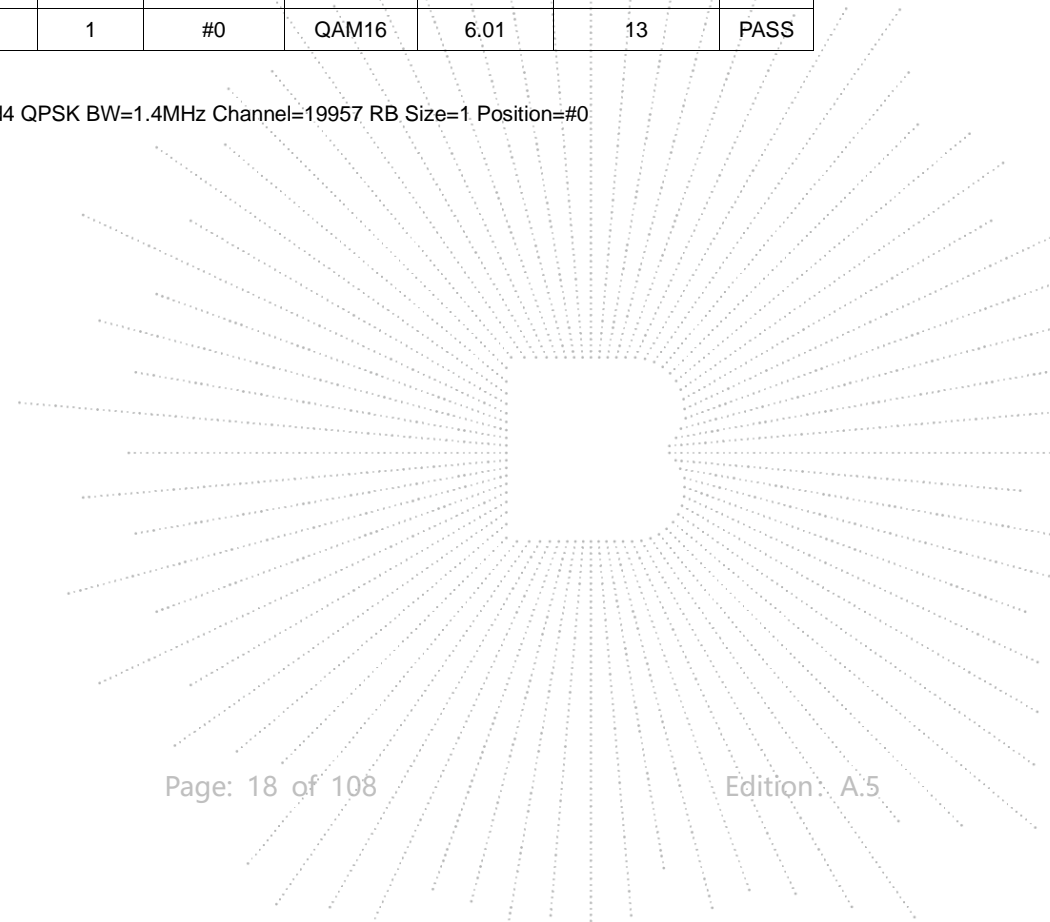 1 #0 QAM16 6.01 13 PASS
4 QPSK BW=1.4MHz Channel=19957 RB Size=1 Position=#0
Page: 18 of 108 Edition: A.5